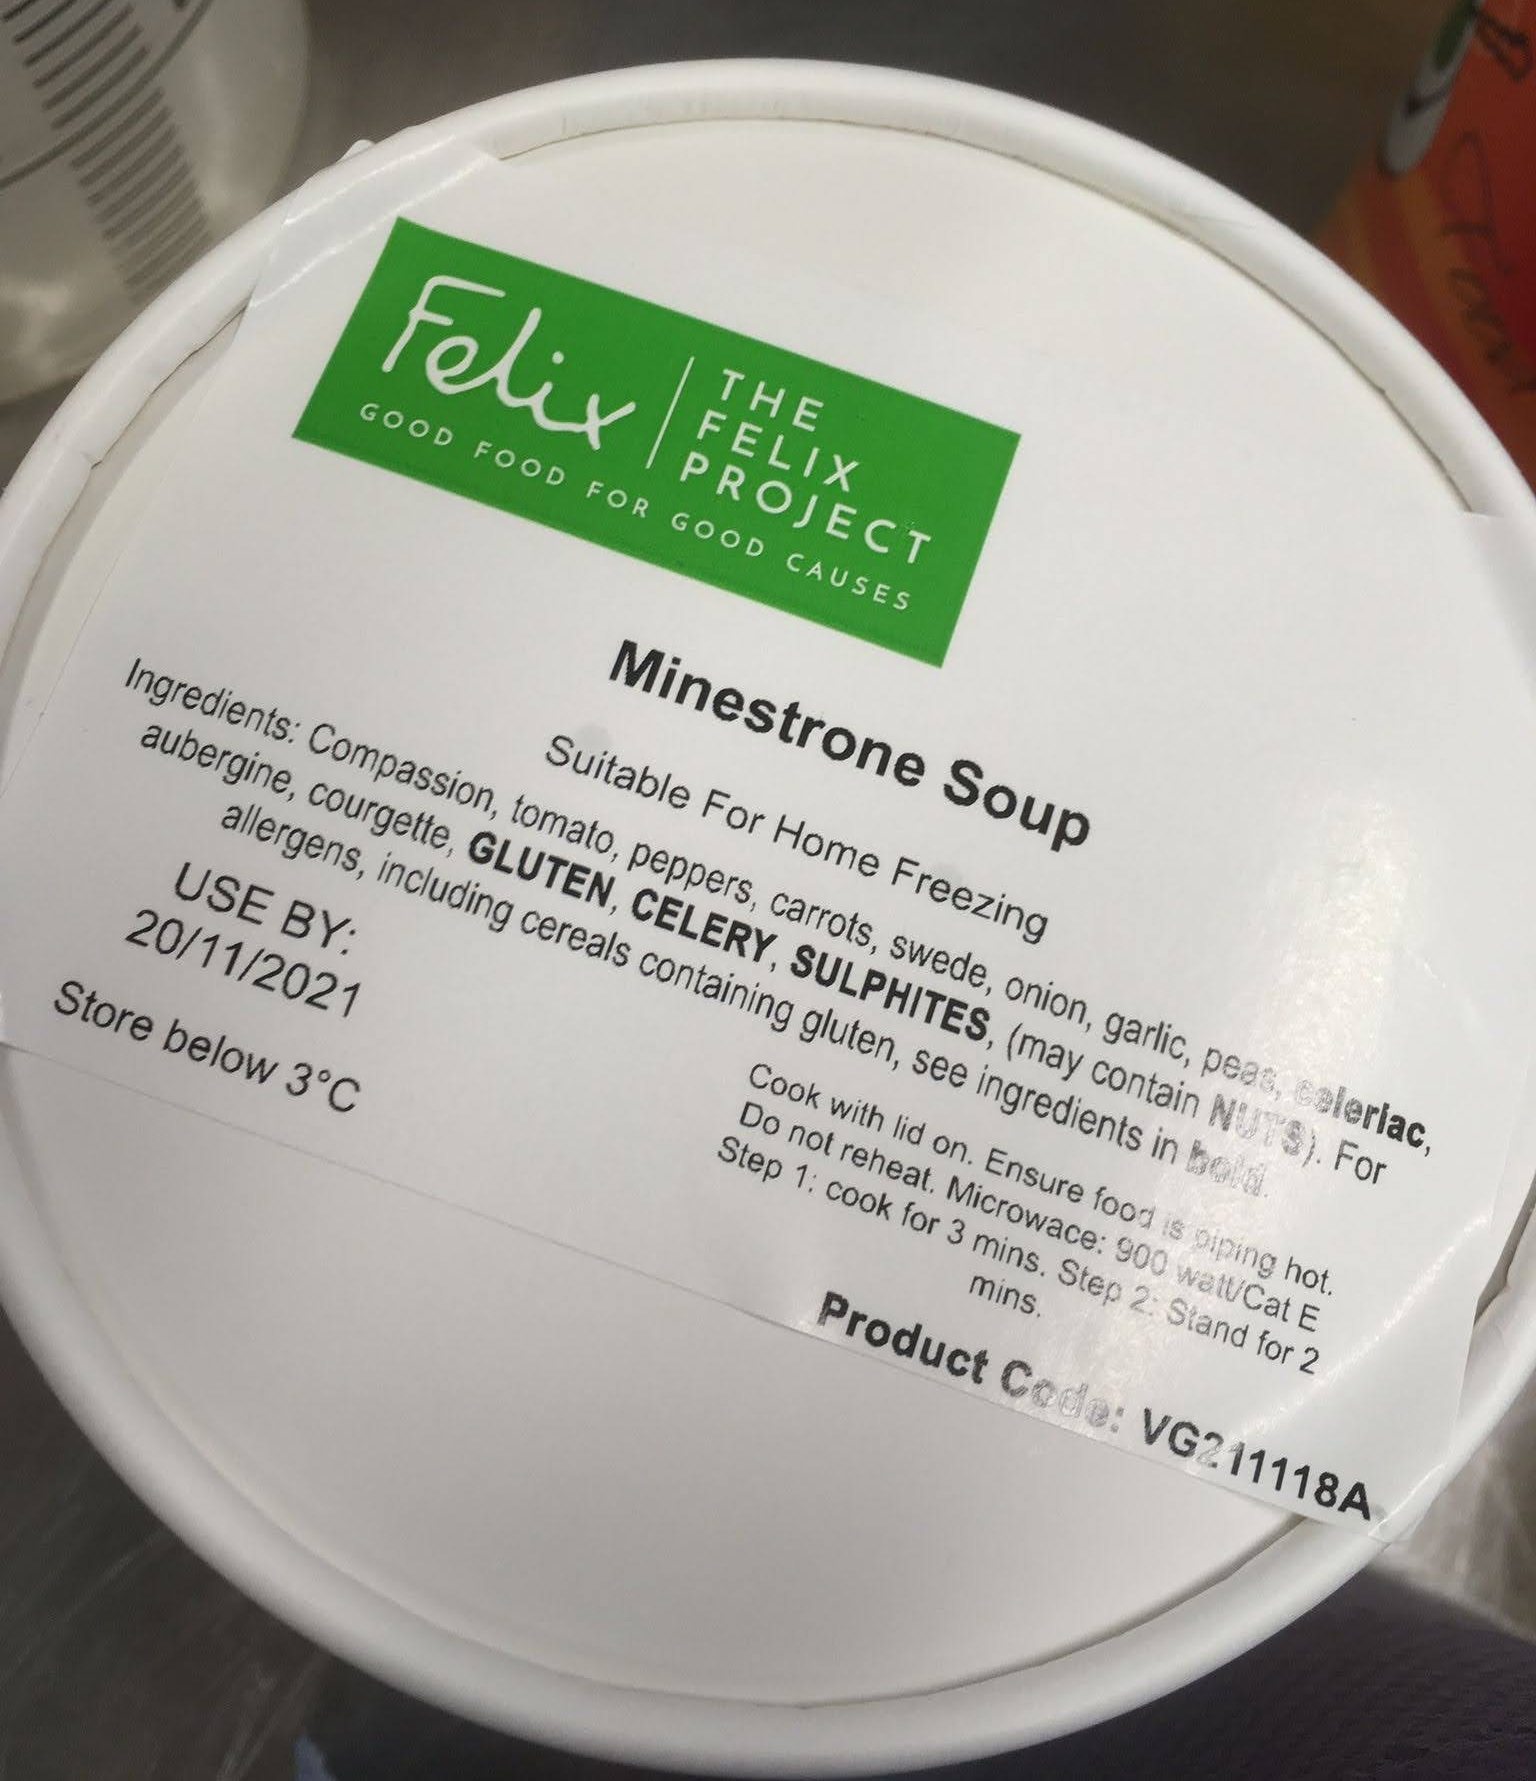 Felix
THE
FELIX
PROJECT
GOOD FOOD FOR GOOD CAUSES
Minestrone Soup
Suitable For Home Freezing
Ingredients: Compassion, tomato, peppers, carrots, swede, onion, garlic, peas, celeriac,
aubergine, courgette, GLUTEN, CELERY, SULPHITES, (may contain NUTS). For
allergens, including cereals containing gluten, see ingredients in bold.
USE BY:
20/11/2021
Store below 3°C
Cook with lid on. Ensure food is piping hot.
Do not reheat. Microwace: 900 watt/Cat E
Step 1: cook for 3 mins. Step 2: Stand for 2
mins.
Product Code: VG211118A